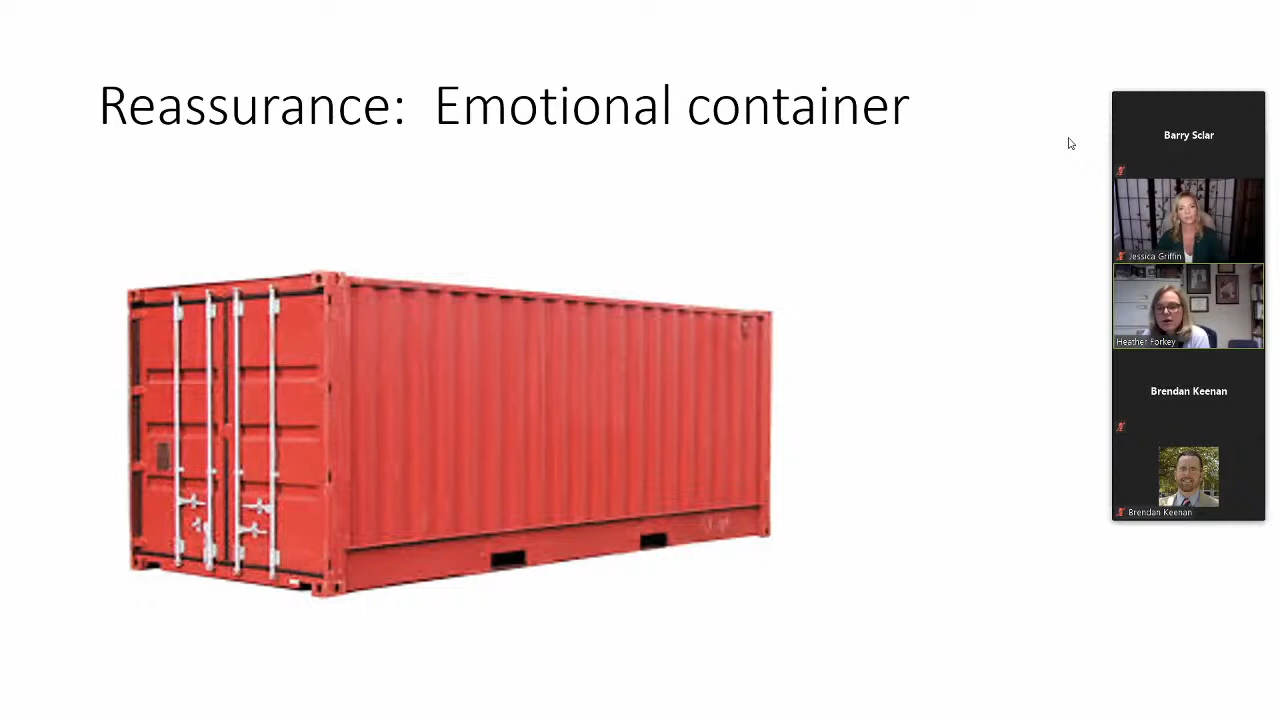 Reassurance:  Emotional container
Barry Sclar
Jessica Griffin
Heather Forkey
Brendan Keenan
Brendan Keenan